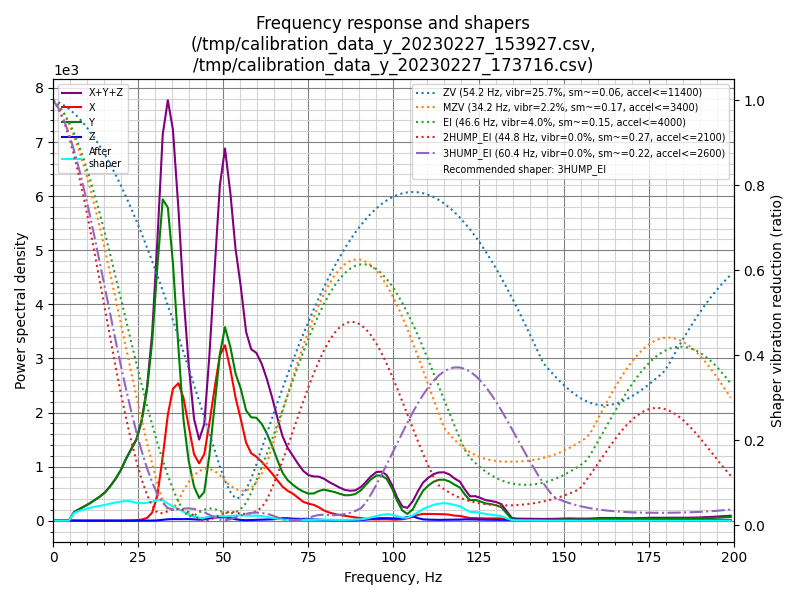 Frequency response and shapers
(/tmp/calibration_data_y_20230227_153927.csv,
/tmp/calibration_data_y_20230227_173716.csv)
1e3
X+Y+Z
X
Y
Z
After
shaper
ZV (54.2 Hz, vibr=25.7%, sm~=0.06, accel<=11400)
MZV (34.2 Hz, vibr=2.2%, sm~=0.17, accel<=3400)
EI (46.6 Hz, vibr=4.0%, sm~=0.15, accel<=4000)
2HUMP_EI (44.8 Hz, vibr=0.0%, sm~=0.27, accel<=2100)
3HUMP_EI (60.4 Hz, vibr=0.0%, sm~=0.22, accel<=2600)
Recommended shaper: 3HUMP_EI
8
7
6
5
4
3
2
1
0
Power spectral density
1.0
0.8
0.6
0.4
0.2
0.0
Shaper vibration reduction (ratio)
0 25 50 75 100 125 150 175 200
Frequency, Hz